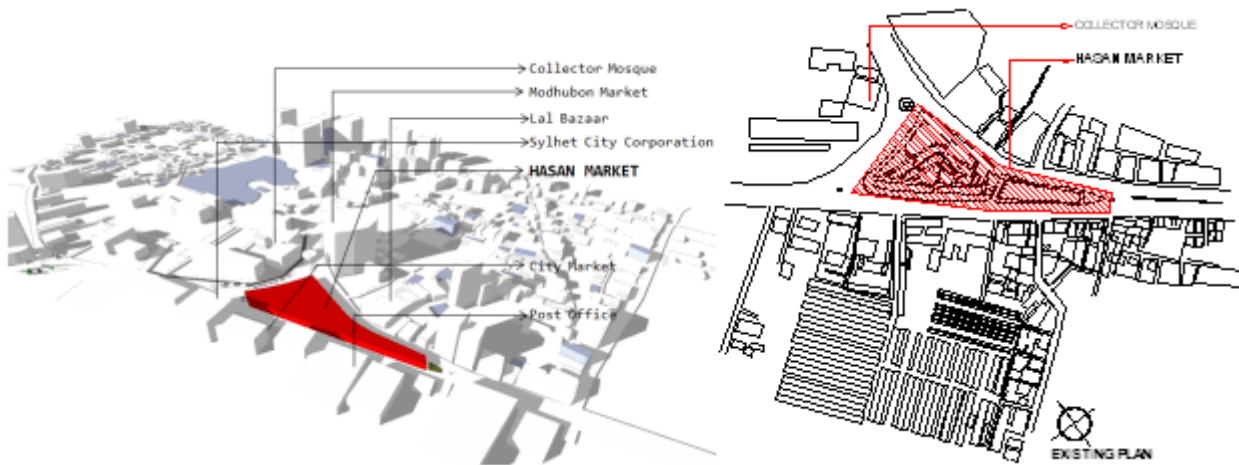 Collector Mosque
Modhubon Market
Lal Bazaar
Sylhet City Corporation
HASAN MARKET
City Market
Post Office
COLLECTOR MOSQUE
HASAN MARKET
EXISTING PLAN